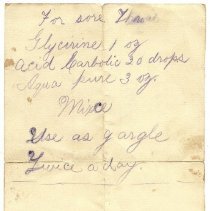 For sore Throat
Glycirine 1 oz
acid Carbolic 30 drops
Aqua pure 3 oz.
Mixe
Use as gargle
Twice a day